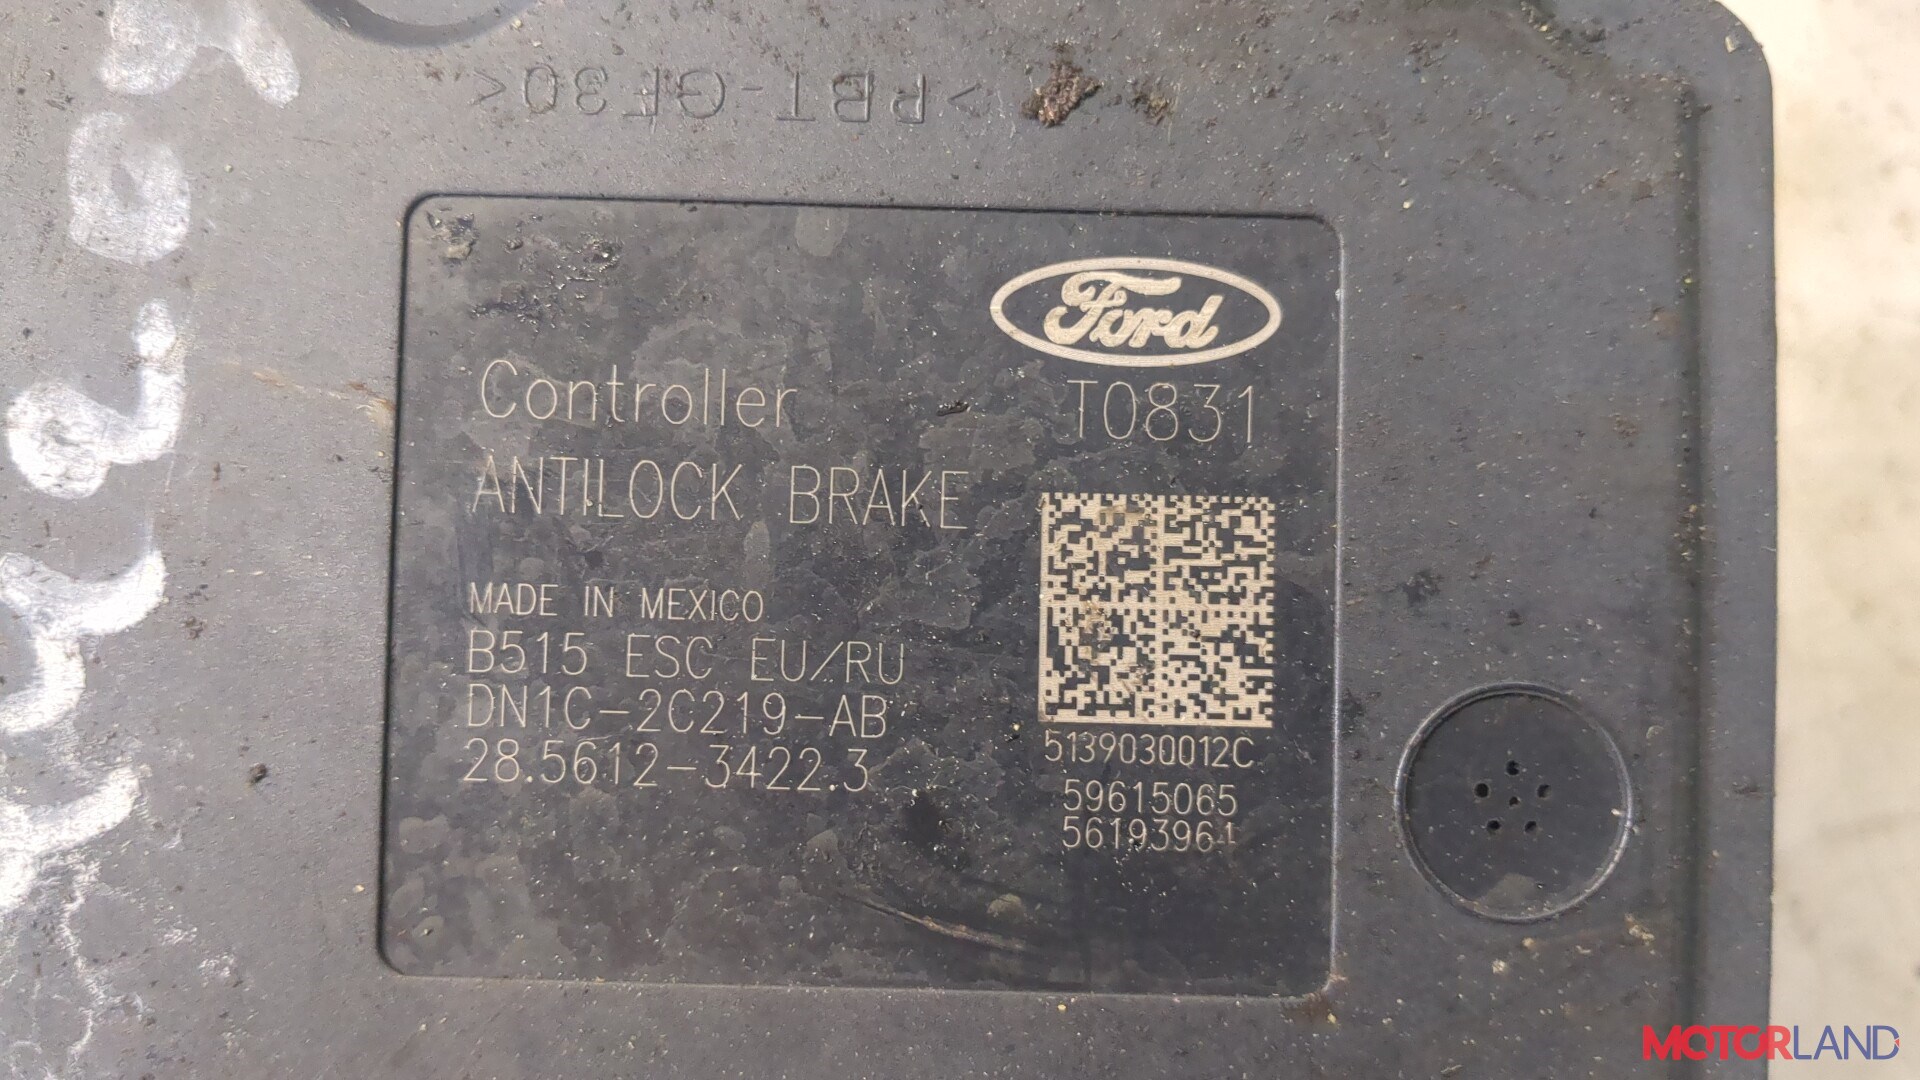 >PBT-GF30<
Ford
Controller T0831
ANTILOCK BRAKE
MADE IN MEXICO
B515 ESC EU/RU
DN1C-2C219-AB
28.5612-3422.3
5139030012C
59615065
56193964
MOTORLAND